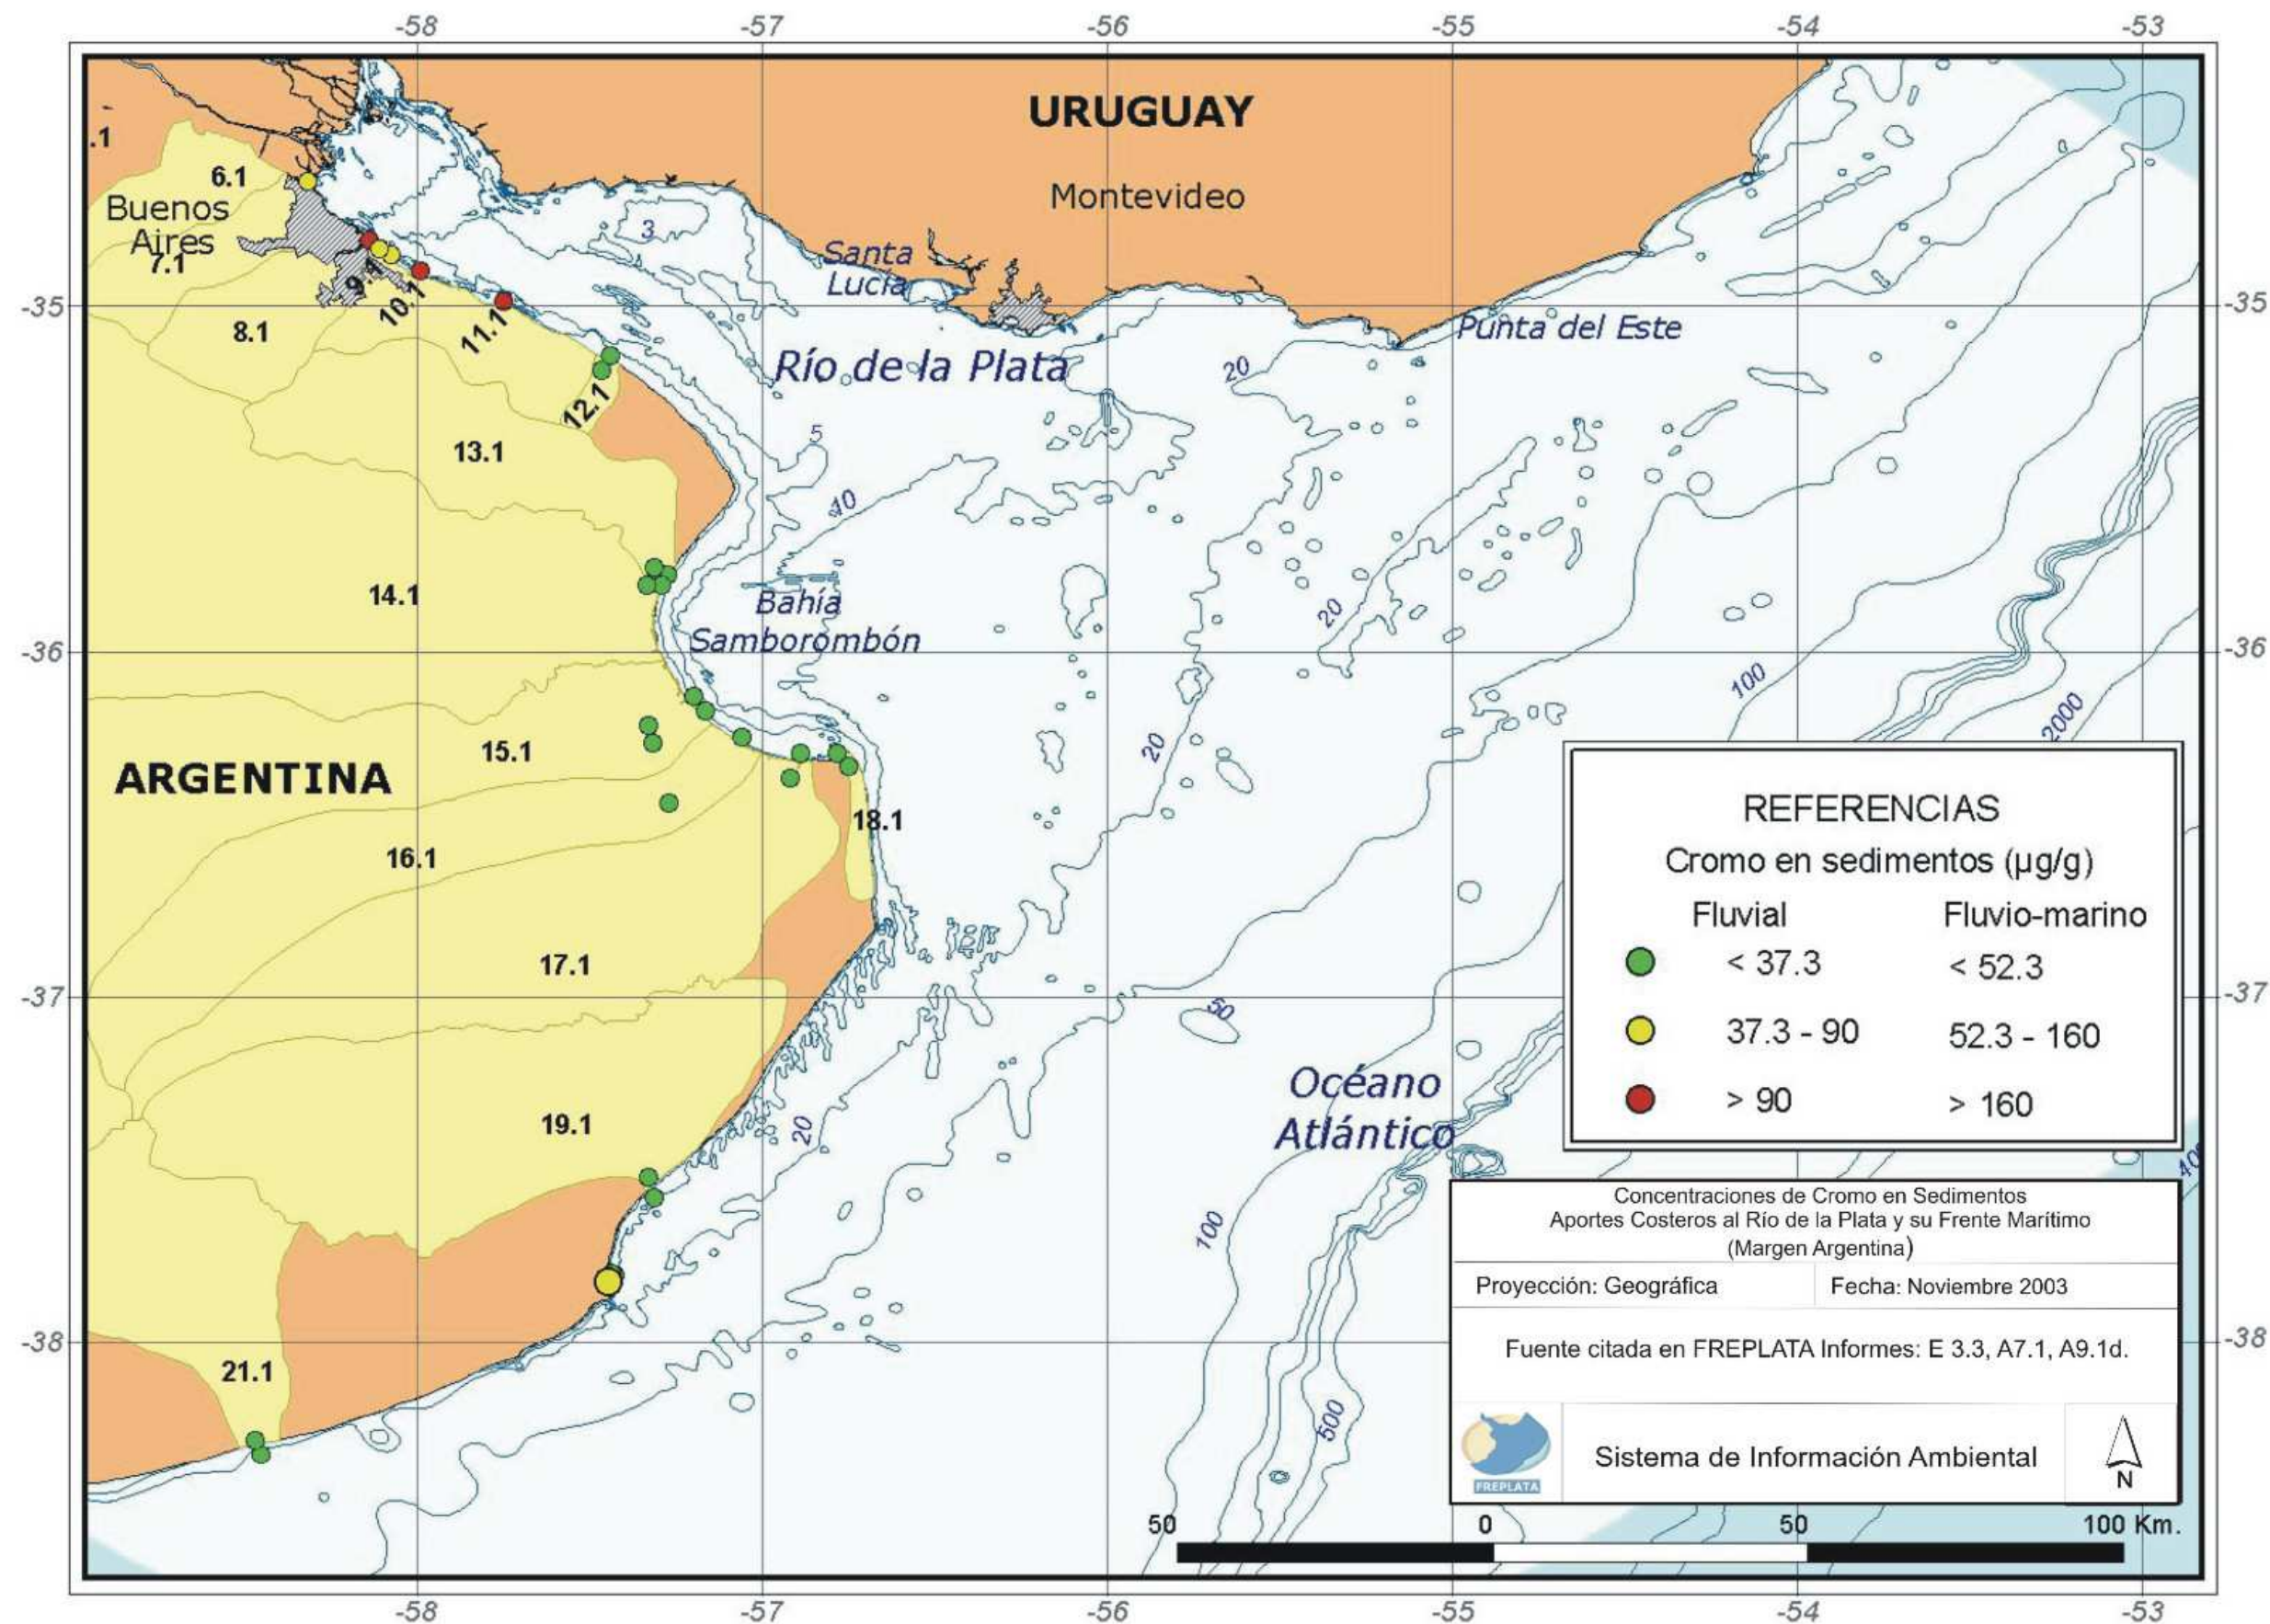 -58 -57 -56 -55 -54 -53
URUGUAY
.1
6.1
Montevideo
Buenos
Aires
7.1
3
Santa
Lucía
9.1
10.1
-35 -35
8.1
11.1
Punta del Este
Río de la Plata
20
12.1
5
13.1
10
14.1
Bahía
Samborombón
20
-36 -36
100
2000
20
15.1
ARGENTINA
18.1
16.1
17.1
-37 -37
50
19.1
20
Océano
Atlántico
100
REFERENCIAS
Cromo en sedimentos (µg/g)
Fluvial Fluvio-marino
< 37.3 < 52.3
37.3 - 90 52.3 - 160
> 90 > 160
Concentraciones de Cromo en Sedimentos
Aportes Costeros al Río de la Plata y su Frente Marítimo
(Margen Argentina)
Proyección: Geográfica Fecha: Noviembre 2003
Fuente citada en FREPLATA Informes: E 3.3, A7.1, A9.1d.
FREPLATA
Sistema de Información Ambiental
N
-38 -38
21.1
500
50 0 50 100 Km.
-58 -57 -56 -55 -54 -53